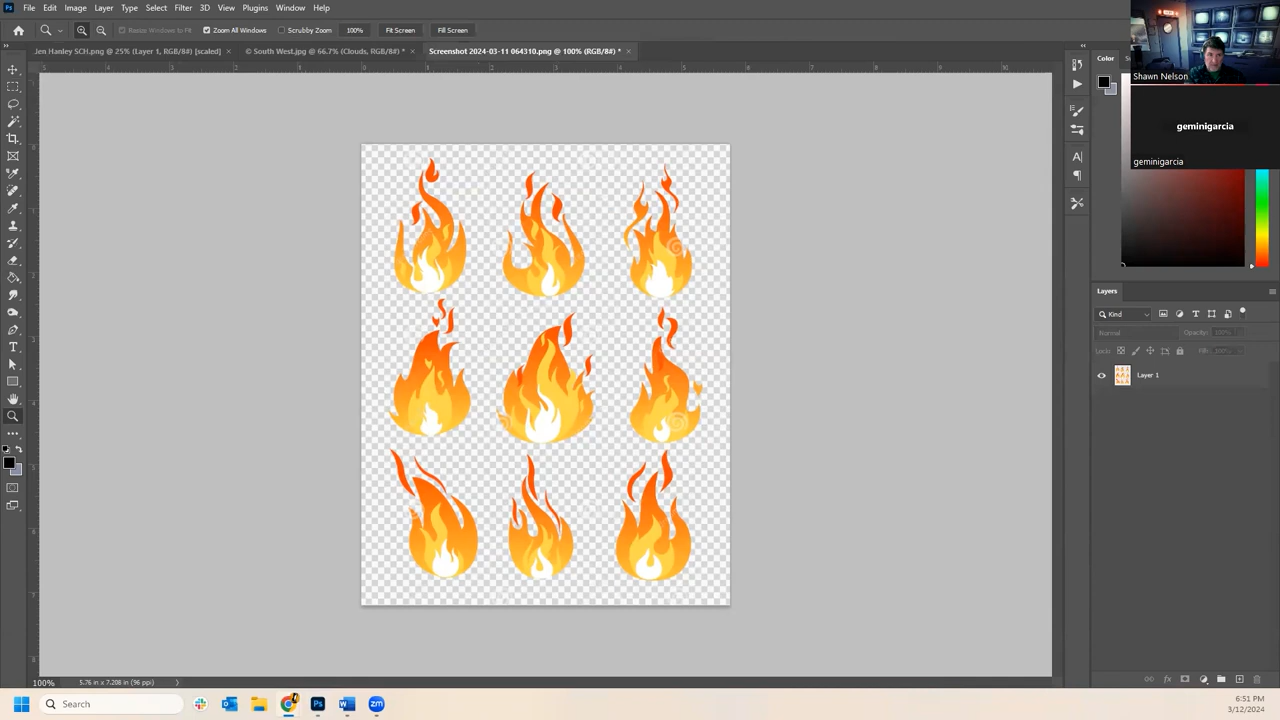 File Edit Image Layer Type Select Filter 3D View Plugins Window Help
Resize Windows to Fit Zoom All Windows Scrubby Zoom 100% Fit Screen Fill Screen
Jen Hanley SCH.png @ 25% (Layer 1, RGB/8#) [scaled] × © South West.jpg @ 66.7% (Clouds, RGB/8#) * × Screenshot 2024-03-11 064310.png @ 100% (RGB/8#) * ×
Shawn Nelson
geminigarcia
geminigarcia
Color
Layers
Kind
Normal Opacity: 100%
Lock: Fill: 100%
Layer 1
100% 5.76 in x 7.208 in (96 ppi)
Search
6:51 PM
3/12/2024